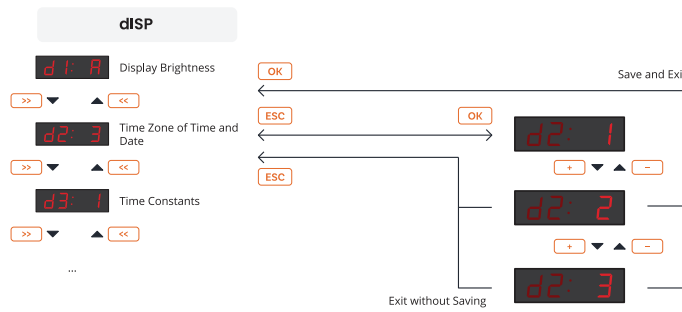 dISP
d1: A
Display Brightness
OK
Save and Exi
>>
<<
ESC
OK
d2: 3
Time Zone of Time and
Date
d2: 1
>>
<<
ESC
+
−
d3: 1
Time Constants
d2: 2
>>
<<
+
−
...
d2: 3
Exit without Saving